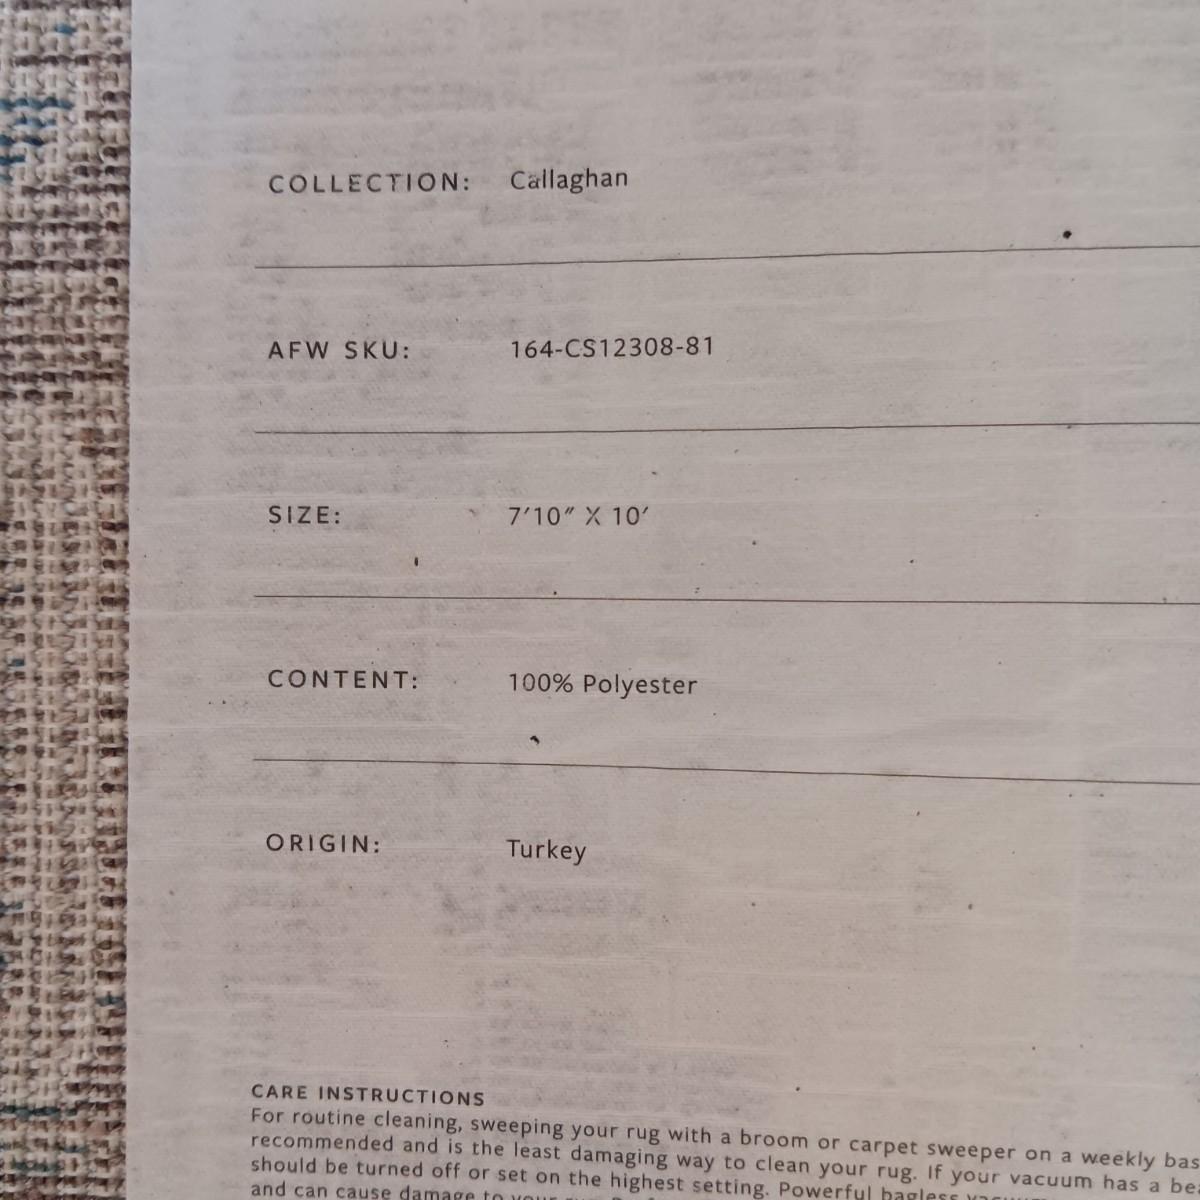 COLLECTION: Callaghan
AFW SKU: 164-CS12308-81
SIZE: 7'10" X 10'
CONTENT: 100% Polyester
ORIGIN: Turkey
CARE INSTRUCTIONS
For routine cleaning, sweeping your rug with a broom or carpet sweeper on a weekly bas
recommended and is the least damaging way to clean your rug. If your vacuum has a be
should be turned off or set on the highest setting. Powerful bagless
and can cause damage to your